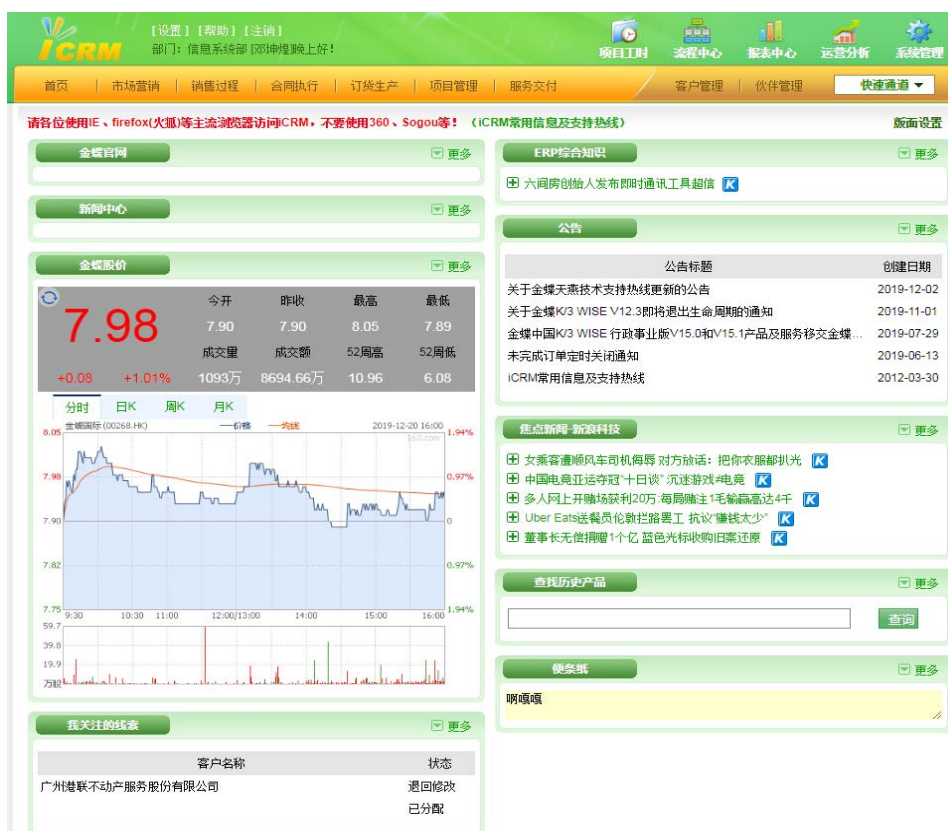 iCRM
[设置] [帮助] [注销]
部门：信息系统部 邝坤煌晚上好！
项目工时 流程中心 报表中心 运营分析 系统管理
首页 | 市场营销 | 销售过程 | 合同执行 | 订货生产 | 项目管理 | 服务交付
客户管理 | 伙伴管理
快速通道
请各位使用IE、firefox(火狐)等主流浏览器访问iCRM，不要使用360、Sogou等！（iCRM常用信息及支持热线）
版面设置
金蝶官网 更多
新闻中心 更多
金蝶股价 更多
7.98
+0.08 +1.01%
今开 昨收 最高 最低
7.90 7.90 8.05 7.89
成交量 成交额 52周高 52周低
1093万 8694.66万 10.96 6.08
分时 日K 周K 月K
金蝶国际(00268.HK) 价格 均线 2019-12-20 16:00
163.com
8.05 1.94%
7.98 0.97%
7.90 0
7.82 0.97%
7.75 1.94%
9:30 10:30 11:00 12:00/13:00 14:00 15:00 16:00
59.7
39.8
19.9
万股
我关注的线索 更多
客户名称 状态
广州港联不动产服务股份有限公司 退回修改
已分配
ERP综合知识 更多
六间房创始人发布即时通讯工具超信 K
公告 更多
公告标题 创建日期
关于金蝶天燕技术支持热线更新的公告 2019-12-02
关于金蝶K/3 WISE V12.3即将退出生命周期的通知 2019-11-01
金蝶中国K/3 WISE 行政事业版V15.0和V15.1产品及服务移交金蝶... 2019-07-29
未完成订单定时关闭通知 2019-06-13
iCRM常用信息及支持热线 2012-03-30
焦点新闻-新浪科技 更多
女乘客遭顺风车司机侮辱 对方放话：把你衣服都扒光 K
中国电竞亚运夺冠“十日谈” 沉迷游戏≠电竞 K
多人网上开赌场获利20万:每局赌注1毛输赢高达4千 K
Uber Eats送餐员伦敦拦路罢工 抗议“赚钱太少” K
董事长无偿捐赠1个亿 蓝色光标收购旧案还原 K
查找历史产品 更多
查询
便条纸 更多
啊嘎嘎